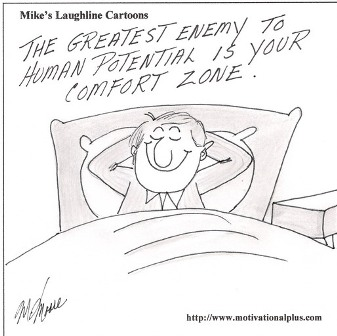 Mike's Laughline Cartoons
THE GREATEST ENEMY TO
HUMAN POTENTIAL IS YOUR
COMFORT ZONE.
http://www.motivationalplus.com